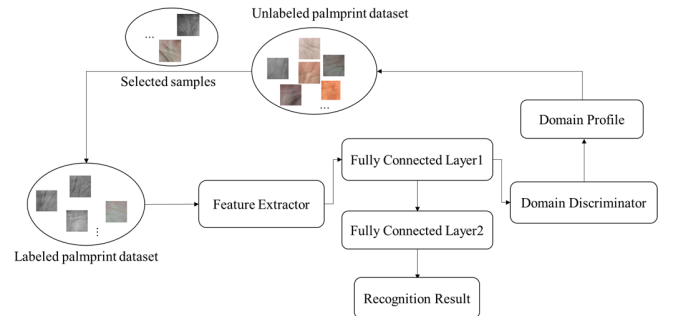 Unlabeled palmprint dataset
...
Selected samples
...
Domain Profile
Fully Connected Layer1
Feature Extractor
Domain Discriminator
...
Fully Connected Layer2
Labeled palmprint dataset
Recognition Result